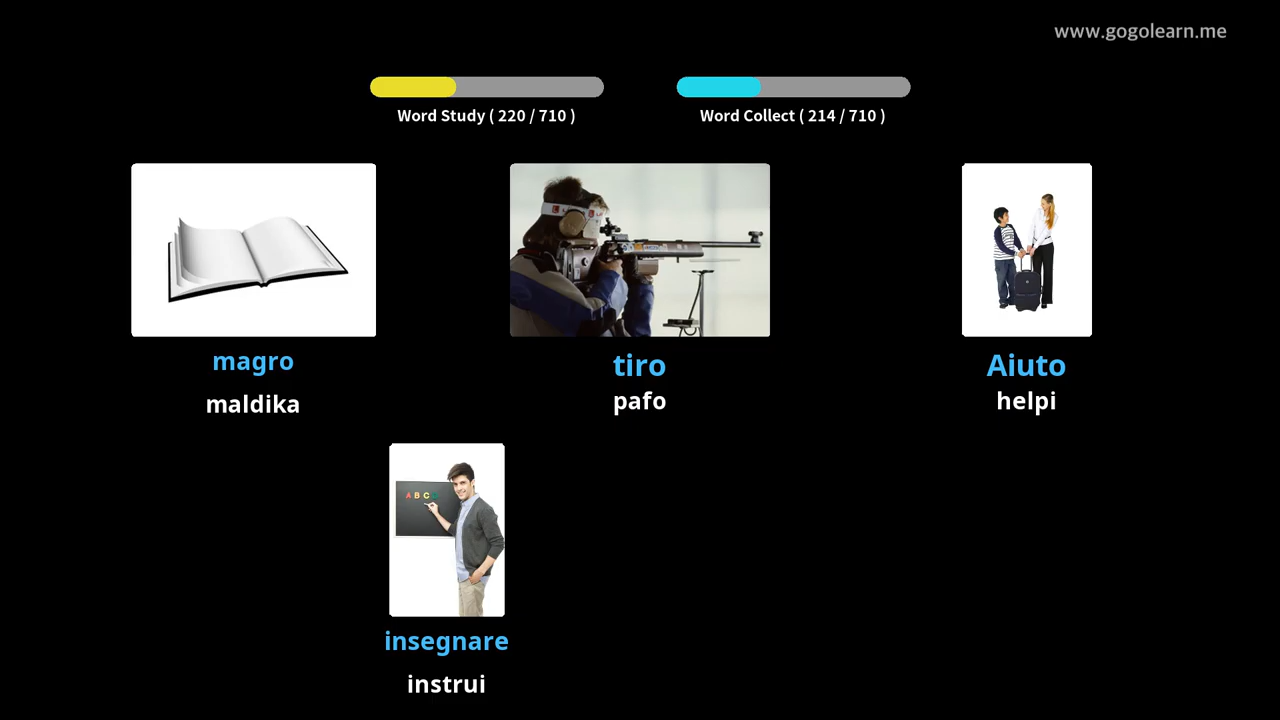 www.gogolearn.me
Word Study ( 220 / 710 )
Word Collect ( 214 / 710 )
magro
maldika
tiro
pafo
Aiuto
helpi
A B C
insegnare
instrui